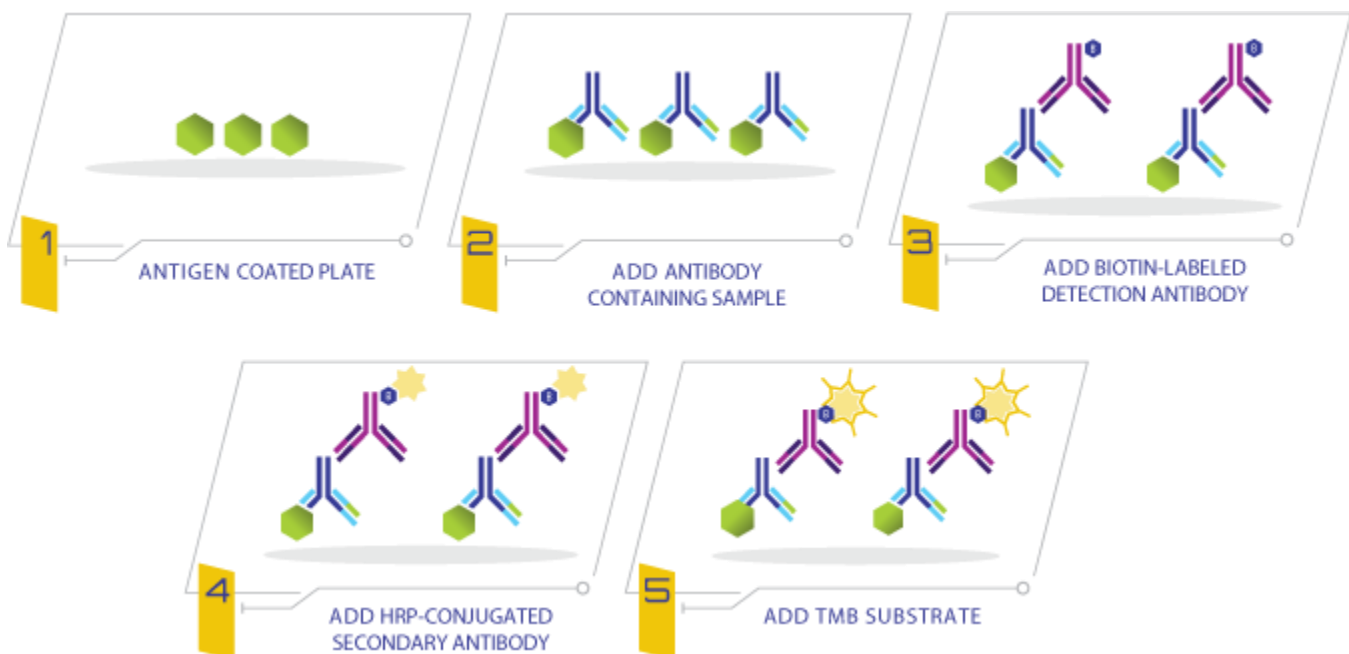 1
ANTIGEN COATED PLATE
2
ADD ANTIBODY
CONTAINING SAMPLE
B
B
3
ADD BIOTIN-LABELED
DETECTION ANTIBODY
B
B
4
ADD HRP-CONJUGATED
SECONDARY ANTIBODY
B
B
5
ADD TMB SUBSTRATE